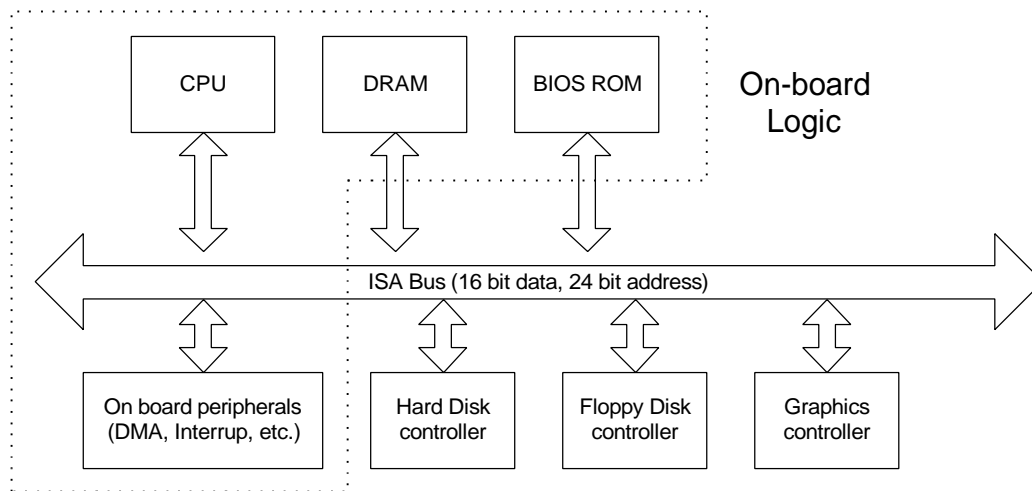 CPU
DRAM
BIOS ROM
On-board
Logic
ISA Bus (16 bit data, 24 bit address)
On board peripherals
(DMA, Interrup, etc.)
Hard Disk
controller
Floppy Disk
controller
Graphics
controller